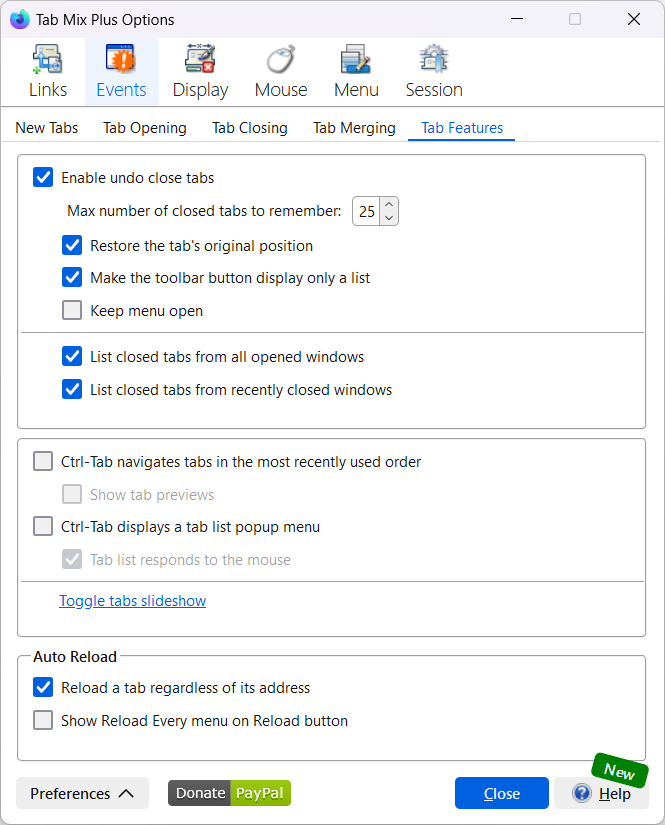 Tab Mix Plus Options
Links Events Display Mouse Menu Session
New Tabs Tab Opening Tab Closing Tab Merging Tab Features
Enable undo close tabs
Max number of closed tabs to remember: 25
Restore the tab's original position
Make the toolbar button display only a list
Keep menu open
List closed tabs from all opened windows
List closed tabs from recently closed windows
Ctrl-Tab navigates tabs in the most recently used order
Show tab previews
Ctrl-Tab displays a tab list popup menu
Tab list responds to the mouse
Toggle tabs slideshow
Auto Reload
Reload a tab regardless of its address
Show Reload Every menu on Reload button
New
Preferences Donate PayPal Close Help